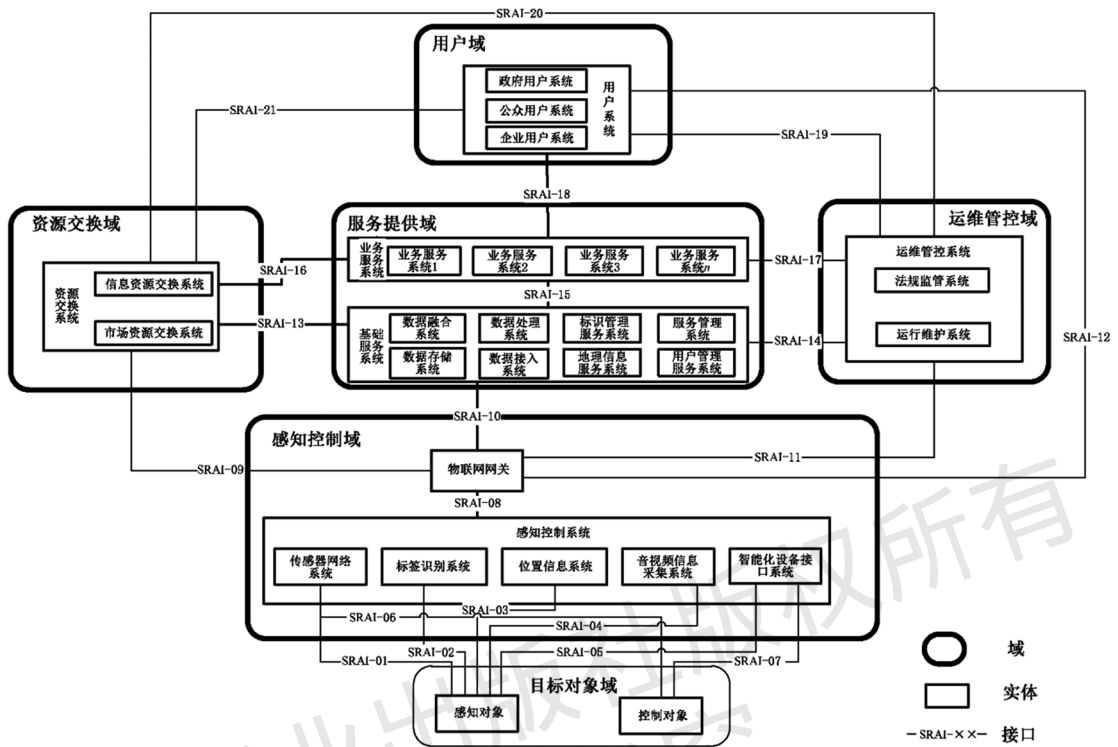 SRAI-20
用户域
政府用户系统
公众用户系统
企业用户系统
用户系统
SRAI-21
SRAI-19
SRAI-18
资源交换域
资源交换系统
信息资源交换系统
市场资源交换系统
SRAI-16
SRAI-13
服务提供域
业务服务系统
业务服务
系统1
业务服务
系统2
业务服务
系统3
业务服务
系统n
SRAI-15
基础服务系统
数据融合
系统
数据处理
系统
标识管理
服务系统
服务管理
系统
数据存储
系统
数据接入
系统
地理信息
服务系统
用户管理
服务系统
SRAI-17
SRAI-14
运维管控域
运维管控系统
法规监管系统
运行维护系统
SRAI-12
SRAI-10
感知控制域
SRAI-09
物联网网关
SRAI-11
SRAI-08
感知控制系统
传感器网络
系统
标签识别系统
位置信息系统
音视频信息
采集系统
智能化设备接
口系统
SRAI-03
SRAI-06
SRAI-04
SRAI-01
SRAI-02
SRAI-05
SRAI-07
目标对象域
感知对象
控制对象
域
实体
SRAI-××
接口
业出版社版权所有